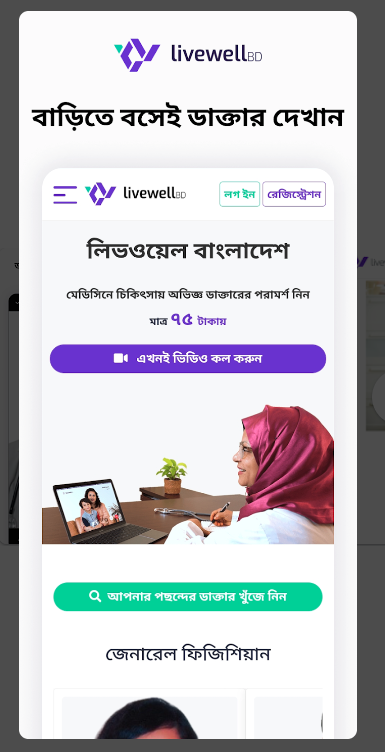 livewellBD
বাড়িতে বসেই ডাক্তার দেখান
livewellBD
লগ ইন
রেজিস্ট্রেশন
লিভওয়েল বাংলাদেশ
মেডিসিনে চিকিৎসায় অভিজ্ঞ ডাক্তারের পরামর্শ নিন
মাত্র ৭৫ টাকায়
এখনই ভিডিও কল করুন
আপনার পছন্দের ডাক্তার খুঁজে নিন
জেনারেল ফিজিশিয়ান